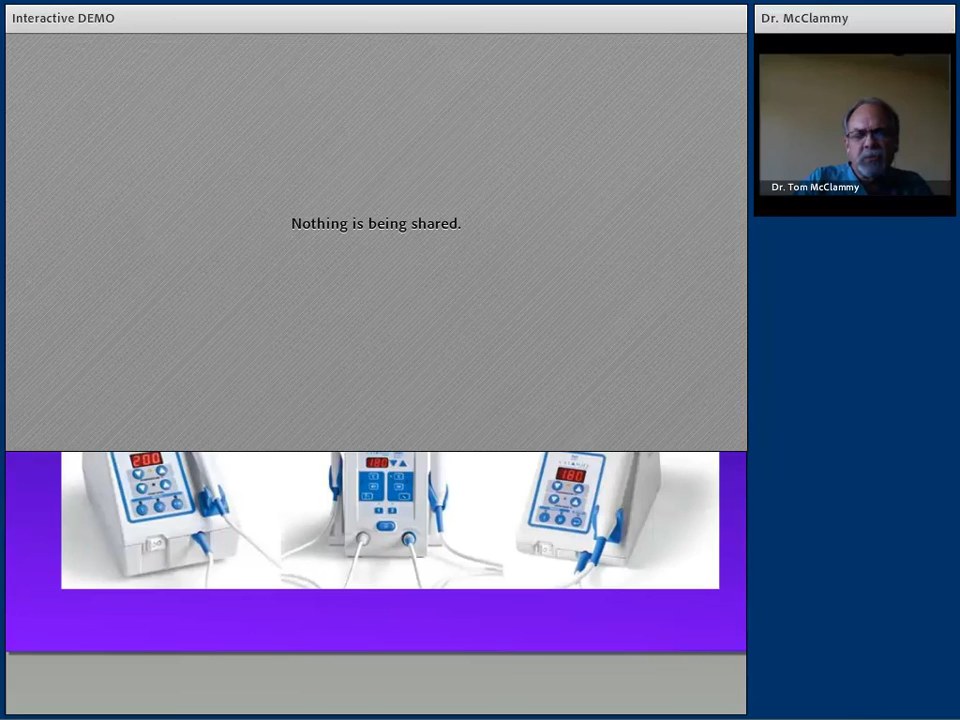 Interactive DEMO
Dr. McClammy
Dr. Tom McClammy
Nothing is being shared.
200
180
180